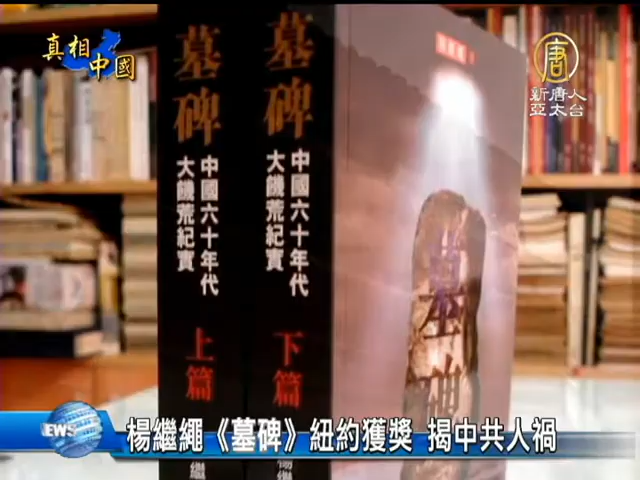 真相
中國
新唐人
亞太台
墓碑
中國六十年代
大饑荒紀實
上篇
墓碑
中國六十年代
大饑荒紀實
下篇
墓碑
EWS
楊繼繩《墓碑》紐約獲獎 揭中共人禍